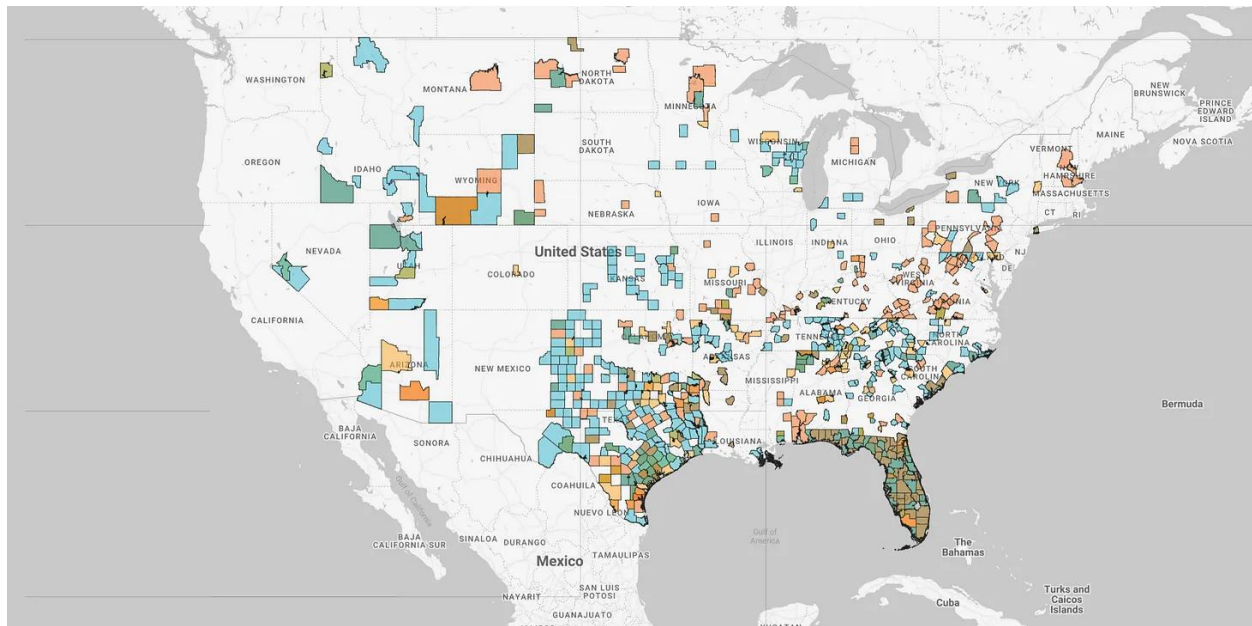 NEW
BRUNSWICK
PRINCE
EDWARD
ISLAND
NOVA SCOTIA
MAINE
WASHINGTON
MONTANA
NORTH
DAKOTA
MINNESOTA
OREGON
IDAHO
SOUTH
DAKOTA
WISCONSIN
MICHIGAN
VERMONT
NEW
HAMPSHIRE
MASSACHUSETTS
NEW YORK
CT
RI
WYOMING
NEBRASKA
IOWA
PENNSYLVANIA
NJ
DE
NEVADA
UTAH
COLORADO
United States
KANSAS
ILLINOIS
INDIANA
OHIO
MISSOURI
WEST
VIRGINIA
KENTUCKY
CALIFORNIA
ARIZONA
NEW MEXICO
ARKANSAS
NORTH
CAROLINA
SOUTH
CAROLINA
MISSISSIPPI
ALABAMA
GEORGIA
LOUISIANA
Bermuda
BAJA
CALIFORNIA
SONORA
CHIHUAHUA
COAHUILA
NUEVO LEON
Gulf of California
Gulf of
America
BAJA
CALIFORNIA SUR
SINALOA
DURANGO
TAMAULIPAS
Mexico
The
Bahamas
NAYARIT
SAN LUIS
POTOSI
GUANAJUATO
Cuba
Turks and
Caicos
Islands